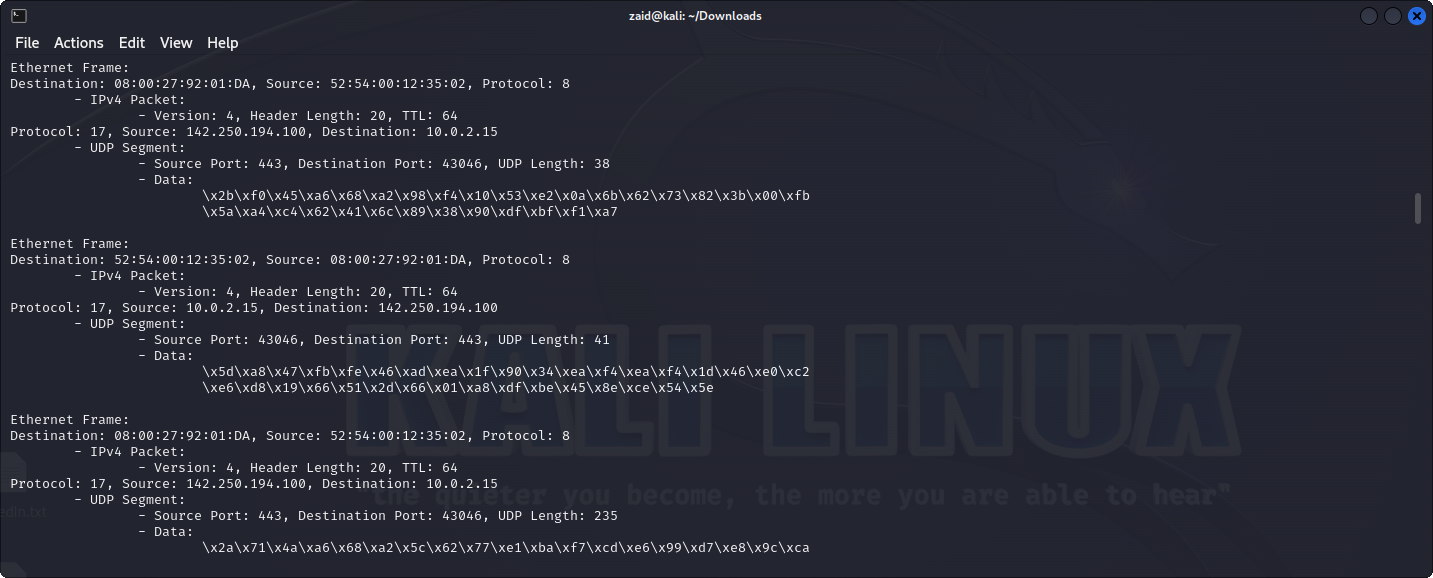 zaid@kali: ~/Downloads
File Actions Edit View Help
Ethernet Frame:
Destination: 08:00:27:92:01:DA, Source: 52:54:00:12:35:02, Protocol: 8
- IPv4 Packet:
- Version: 4, Header Length: 20, TTL: 64
Protocol: 17, Source: 142.250.194.100, Destination: 10.0.2.15
- UDP Segment:
- Source Port: 443, Destination Port: 43046, UDP Length: 38
- Data:
\x2b\xf0\x45\xa6\x68\xa2\x98\xf4\x10\x53\xe2\x0a\x6b\x62\x73\x82\x3b\x00\xfb
\x5a\xa4\xc4\x62\x41\x6c\x89\x38\x90\xdf\xbf\xf1\xa7
Ethernet Frame:
Destination: 52:54:00:12:35:02, Source: 08:00:27:92:01:DA, Protocol: 8
- IPv4 Packet:
- Version: 4, Header Length: 20, TTL: 64
Protocol: 17, Source: 10.0.2.15, Destination: 142.250.194.100
- UDP Segment:
- Source Port: 43046, Destination Port: 443, UDP Length: 41
- Data:
\x5d\xa8\x47\xfb\xfe\x46\xad\xea\x1f\x90\x34\xea\xf4\xea\xf4\x1d\x46\xe0\xc2
\xe6\xd8\x19\x66\x51\x2d\x66\x01\xa8\xdf\xbe\x45\x8e\xce\x54\x5e
Ethernet Frame:
Destination: 08:00:27:92:01:DA, Source: 52:54:00:12:35:02, Protocol: 8
- IPv4 Packet:
- Version: 4, Header Length: 20, TTL: 64
Protocol: 17, Source: 142.250.194.100, Destination: 10.0.2.15
- UDP Segment:
- Source Port: 443, Destination Port: 43046, UDP Length: 235
- Data:
\x2a\x71\x4a\xa6\x68\xa2\x5c\x62\x77\xe1\xba\xf7\xcd\xe6\x99\xd7\xe8\x9c\xca
KALI LINUX
"the quieter you become, the more you are able to hear"
edin.txt